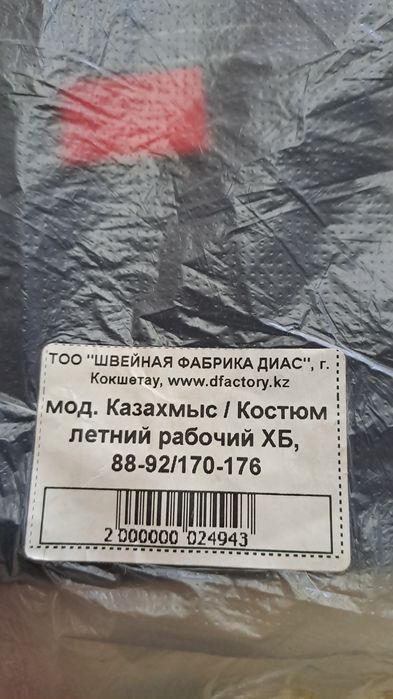 ТОО "ШВЕЙНАЯ ФАБРИКА ДИАС", г.
Кокшетау, www.dfactory.kz
мод. Казахмыс / Костюм
летний рабочий ХБ,
88-92/170-176
2 000000 024943